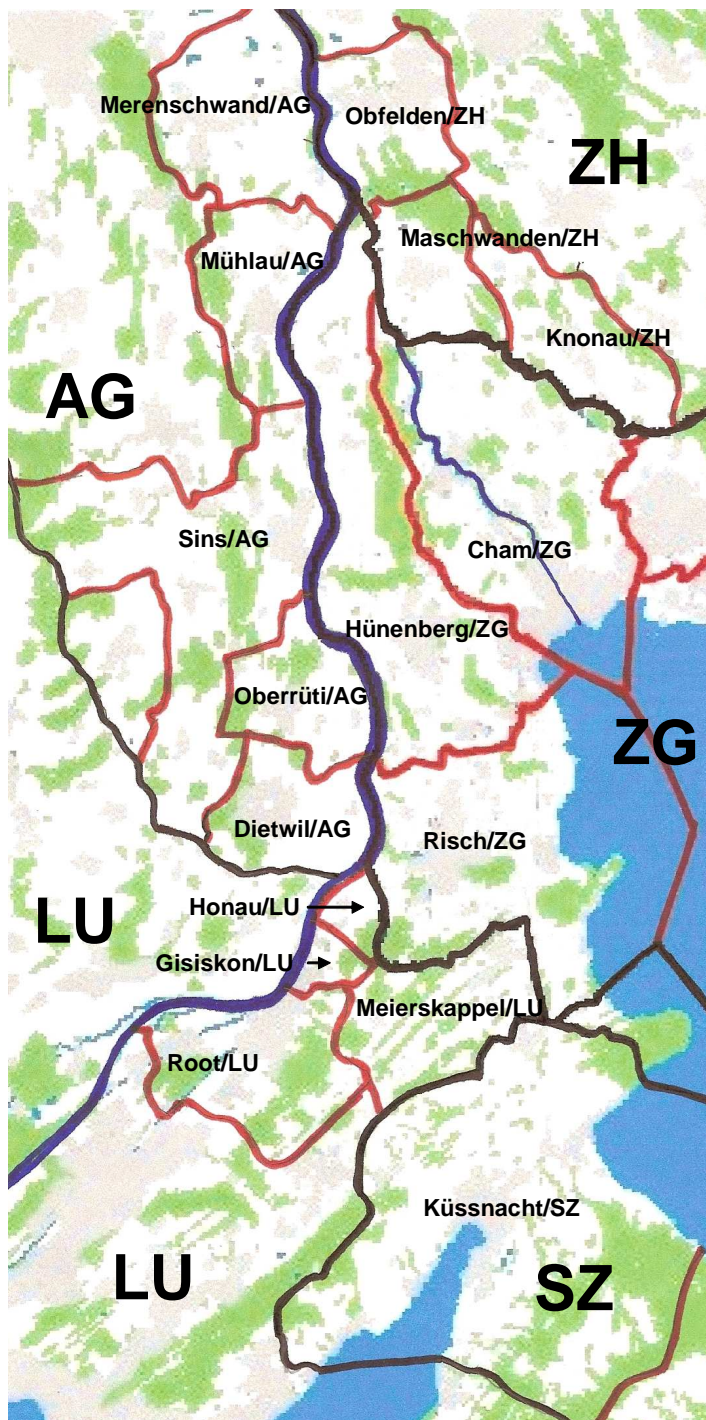 Merenschwand/AG
Obfelden/ZH
ZH
Maschwanden/ZH
Mühlau/AG
Knonau/ZH
AG
Sins/AG
Cham/ZG
Hünenberg/ZG
Oberrüti/AG
ZG
Dietwil/AG
Risch/ZG
Honau/LU
LU
Gisiskon/LU
Meierskappel/LU
Root/LU
Küssnacht/SZ
LU
SZ